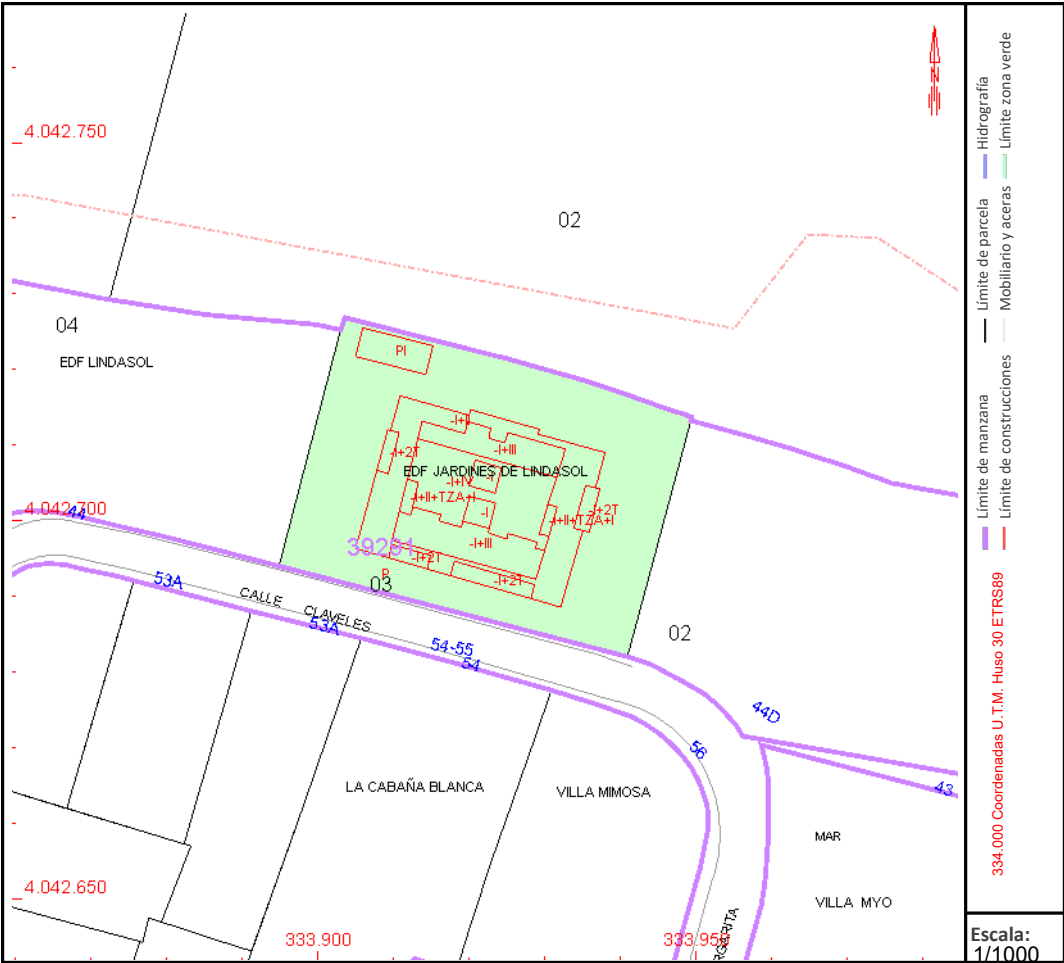 N
4.042.750
02
04
EDF LINDASOL
PI
-I+I
-I+III
-I+2T
EDF JARDINES DE LINDASOL
-I+IV
-I
-I+II+TZA+I
-I
-I+2T
-I+II+TZA+I
4.042.700
44
-I+III
39291
-I+2T
P
-I+2T
03
53A
CALLE CLAVELES
53A
54-55
54
02
44D
56
43
LA CABAÑA BLANCA
VILLA MIMOSA
MAR
VILLA MYO
4.042.650
333.900
333.950
334.000 Coordenadas U.T.M. Huso 30 ETRS89
Límite de manzana
Límite de construcciones
Límite de parcela
Mobiliario y aceras
Hidrografía
Límite zona verde
Escala:
1/1000